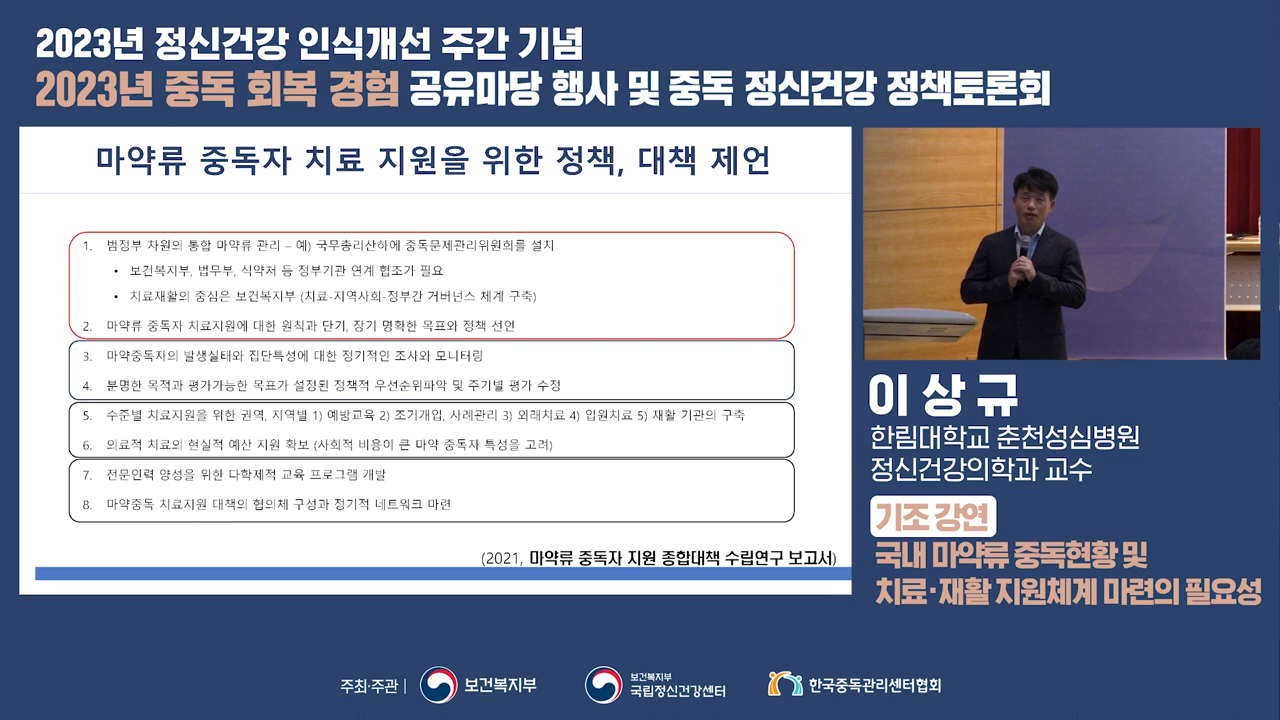 2023년 정신건강 인식개선 주간 기념
2023년 중독 회복 경험 공유마당 행사 및 중독 정신건강 정책토론회
마약류 중독자 치료 지원을 위한 정책, 대책 제언
1. 범정부 차원의 통합 마약류 관리 – 예) 국무총리산하에 중독문제관리위원회를 설치
• 보건복지부, 법무부, 식약처 등 정부기관 연계 협조가 필요
• 치료재활의 중심은 보건복지부 (치료-지역사회-정부간 거버넌스 체계 구축)
2. 마약류 중독자 치료지원에 대한 원칙과 단기, 장기 명확한 목표와 정책 선언
3. 마약중독자의 발생실태와 집단특성에 대한 정기적인 조사와 모니터링
4. 분명한 목적과 평가가능한 목표가 설정된 정책적 우선순위파악 및 주기별 평가 수정
5. 수준별 치료지원을 위한 권역, 지역별 1) 예방교육 2) 조기개입, 사례관리 3) 외래치료 4) 입원치료 5) 재활 기관의 구축
6. 의료적 치료의 현실적 예산 지원 확보 (사회적 비용이 큰 마약 중독자 특성을 고려)
7. 전문인력 양성을 위한 다학제적 교육 프로그램 개발
8. 마약중독 치료지원 대책의 협의체 구성과 정기적 네트워크 마련
(2021, 마약류 중독자 지원 종합대책 수립연구 보고서)
이상규
한림대학교 춘천성심병원
정신건강의학과 교수
기조 강연
국내 마약류 중독현황 및
치료·재활 지원체계 마련의 필요성
주최·주관 | 보건복지부 보건복지부 국립정신건강센터 한국중독관리센터협회